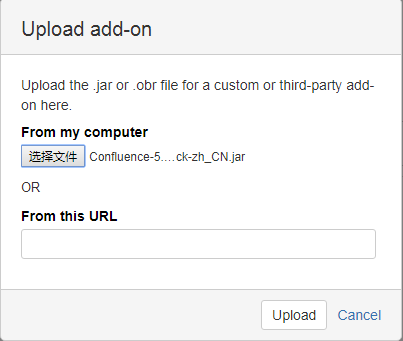 Upload add-on
Upload the .jar or .obr file for a custom or third-party add-
on here.
From my computer
选择文件 Confluence-5.…ck-zh_CN.jar
OR
From this URL
Upload Cancel